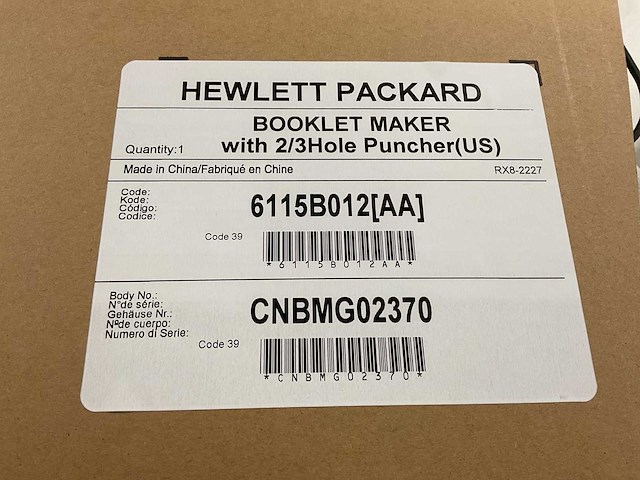 HEWLETT PACKARD
BOOKLET MAKER
Quantity:1 with 2/3Hole Puncher(US)
Made in China/Fabriqué en Chine RX8-2227
Code:
Kode:
Código:
Codice:
6115B012[AA]
Code 39
*6115B012AA*
Body No.:
N°de série:
Gehäuse Nr.:
Nºde cuerpo:
Numero di Serie:
CNBMG02370
Code 39
*CNBMG02370*